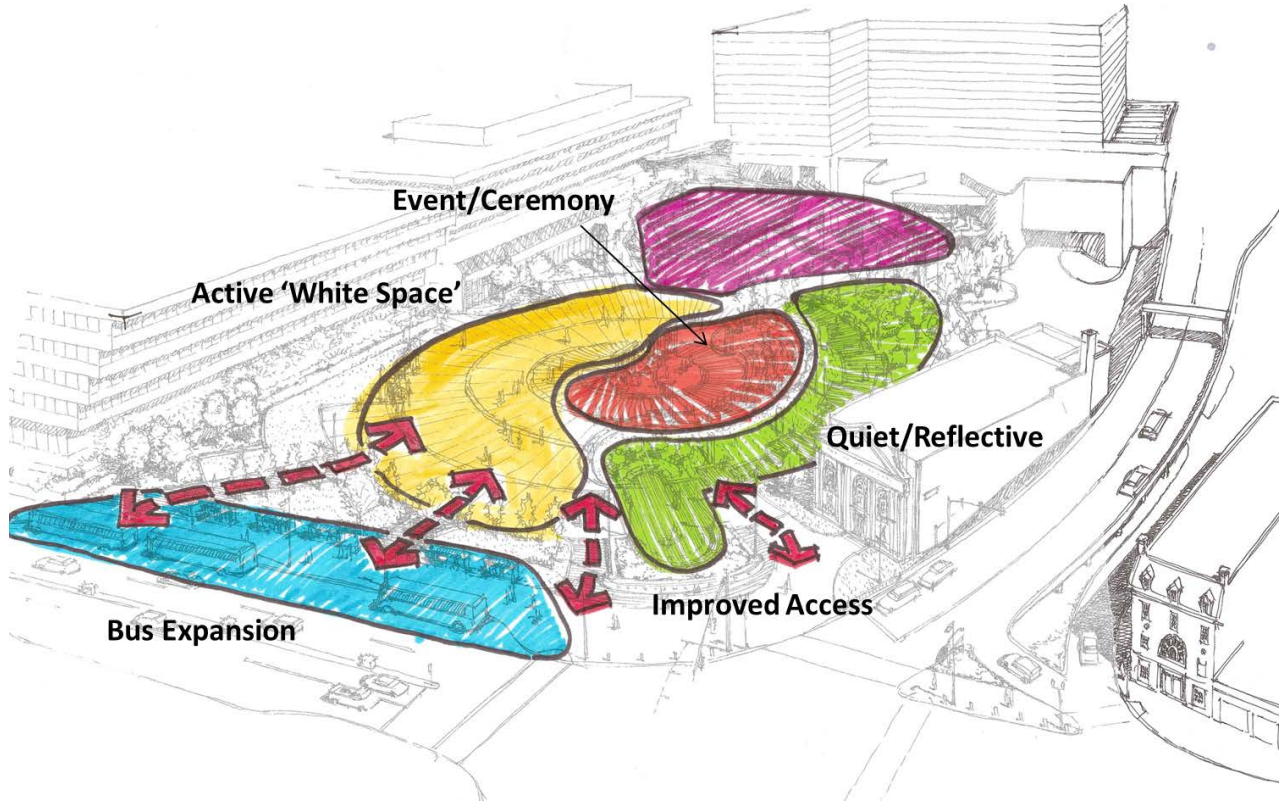 Event/Ceremony
Active ‘White Space’
Quiet/Reflective
Improved Access
Bus Expansion